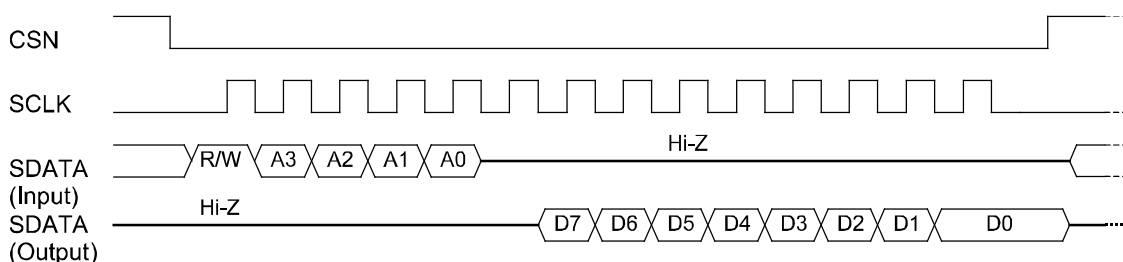 CSN
SCLK
Hi-Z
SDATA R/W A3 A2 A1 A0
(Input)
Hi-Z
SDATA D7 D6 D5 D4 D3 D2 D1 D0
(Output)